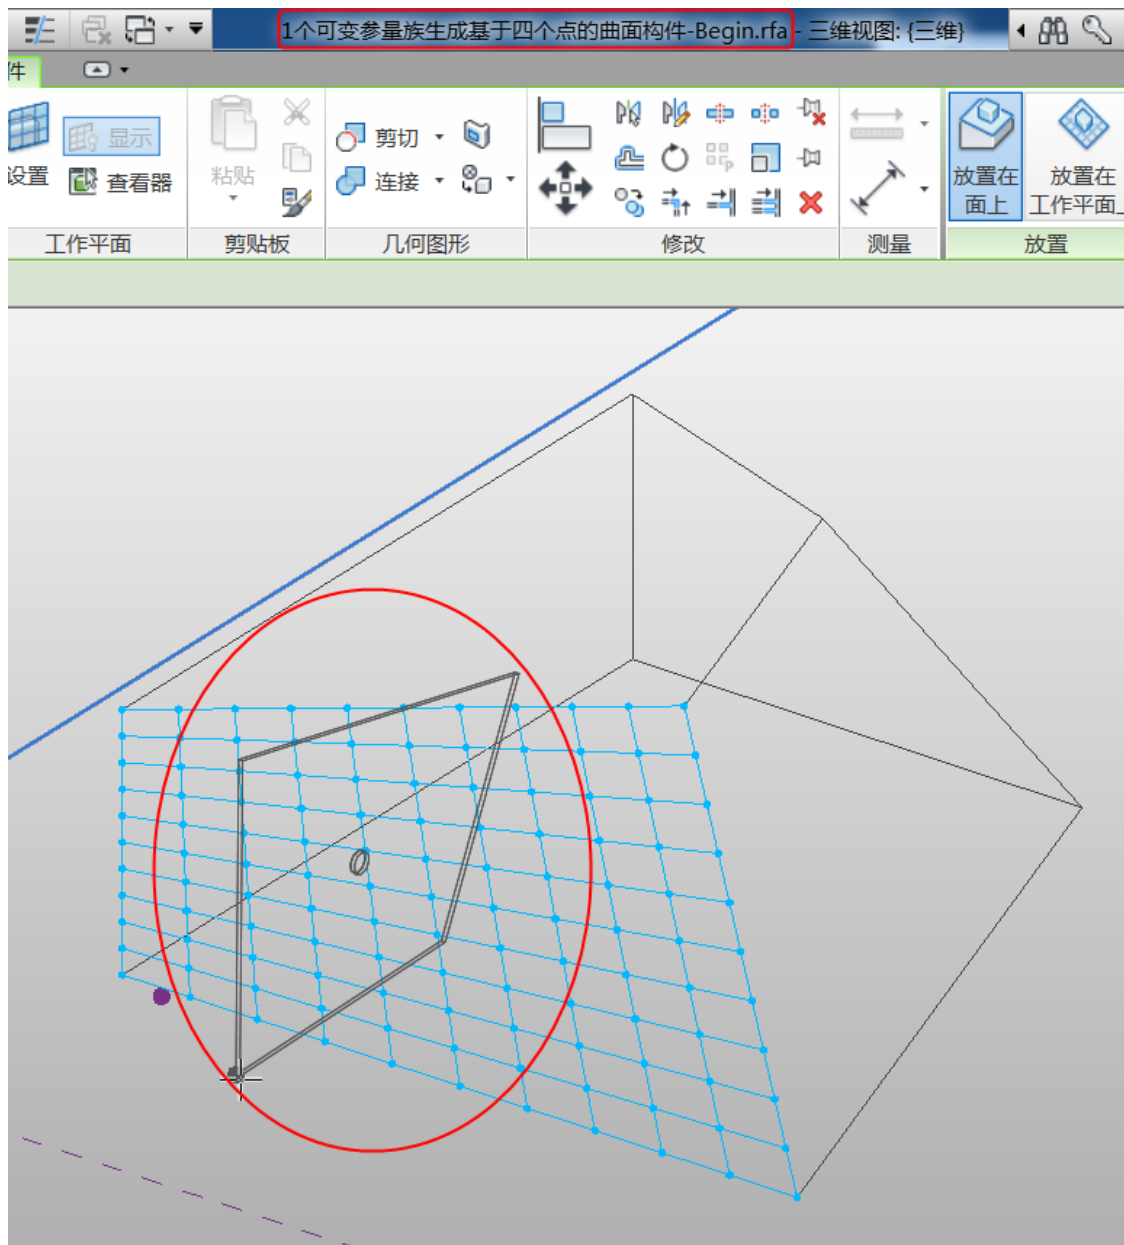 1个可变参量族生成基于四个点的曲面构件-Begin.rfa - 三维视图: {三维}
件
设置
显示
查看器
粘贴
剪切
连接
放置在
面上
放置在
工作平面
工作平面
剪贴板
几何图形
修改
测量
放置